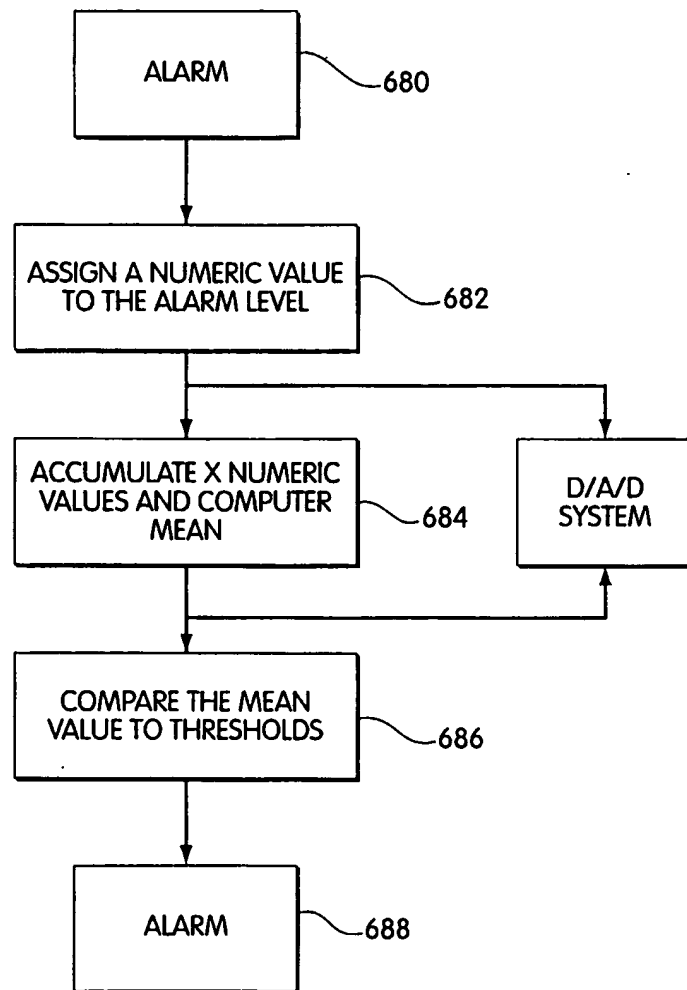 ALARM
680
ASSIGN A NUMERIC VALUE
TO THE ALARM LEVEL
682
ACCUMULATE X NUMERIC
VALUES AND COMPUTER
MEAN
684
D/A/D
SYSTEM
COMPARE THE MEAN
VALUE TO THRESHOLDS
686
ALARM
688